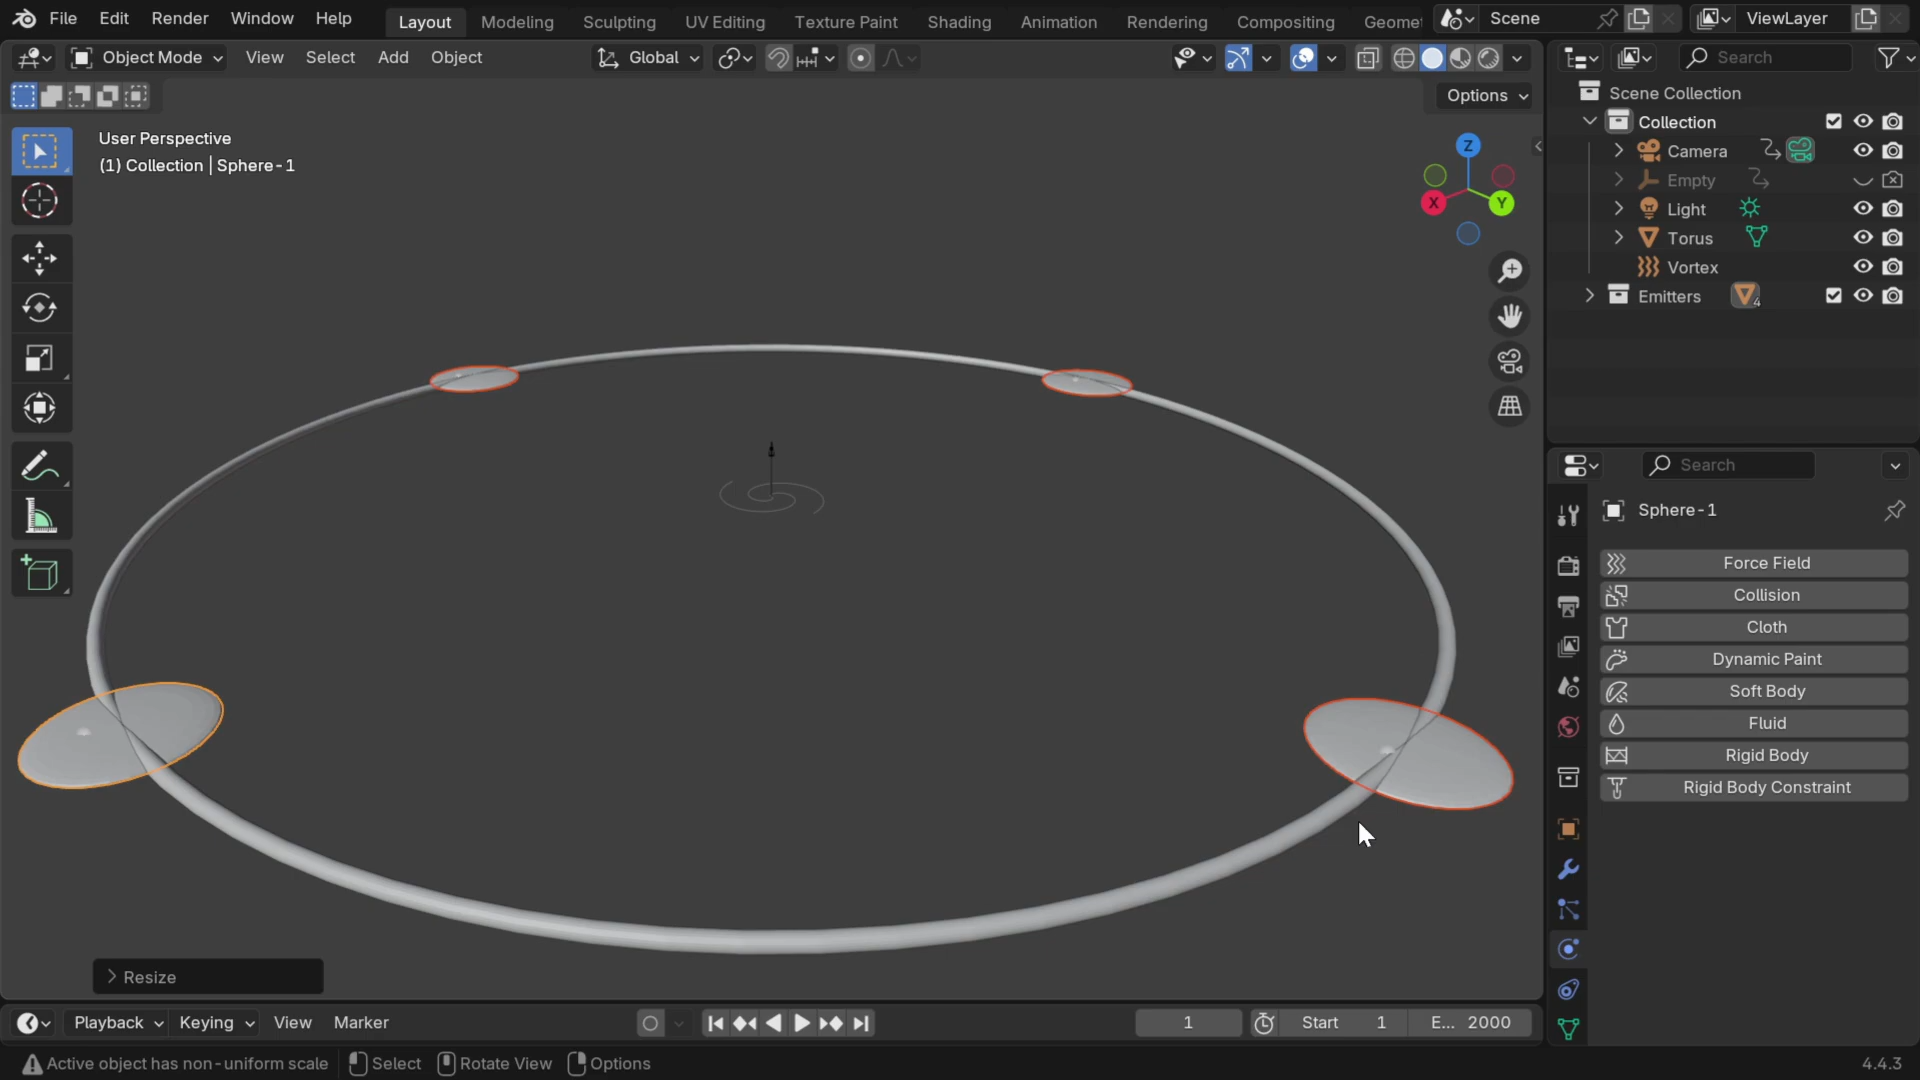 File Edit Render Window Help Layout Modeling Sculpting UV Editing Texture Paint Shading Animation Rendering Compositing Geomet Scene ViewLayer
Object Mode View Select Add Object Global Search
Options
User Perspective
(1) Collection | Sphere-1
Z
X
Y
Scene Collection
Collection
Camera
Empty
Light
Torus
Vortex
Emitters 4
Search
Sphere-1
Force Field
Collision
Cloth
Dynamic Paint
Soft Body
Fluid
Rigid Body
Rigid Body Constraint
Resize
Playback Keying View Marker 1 Start 1 E... 2000
Active object has non-uniform scale Select Rotate View Options 4.4.3